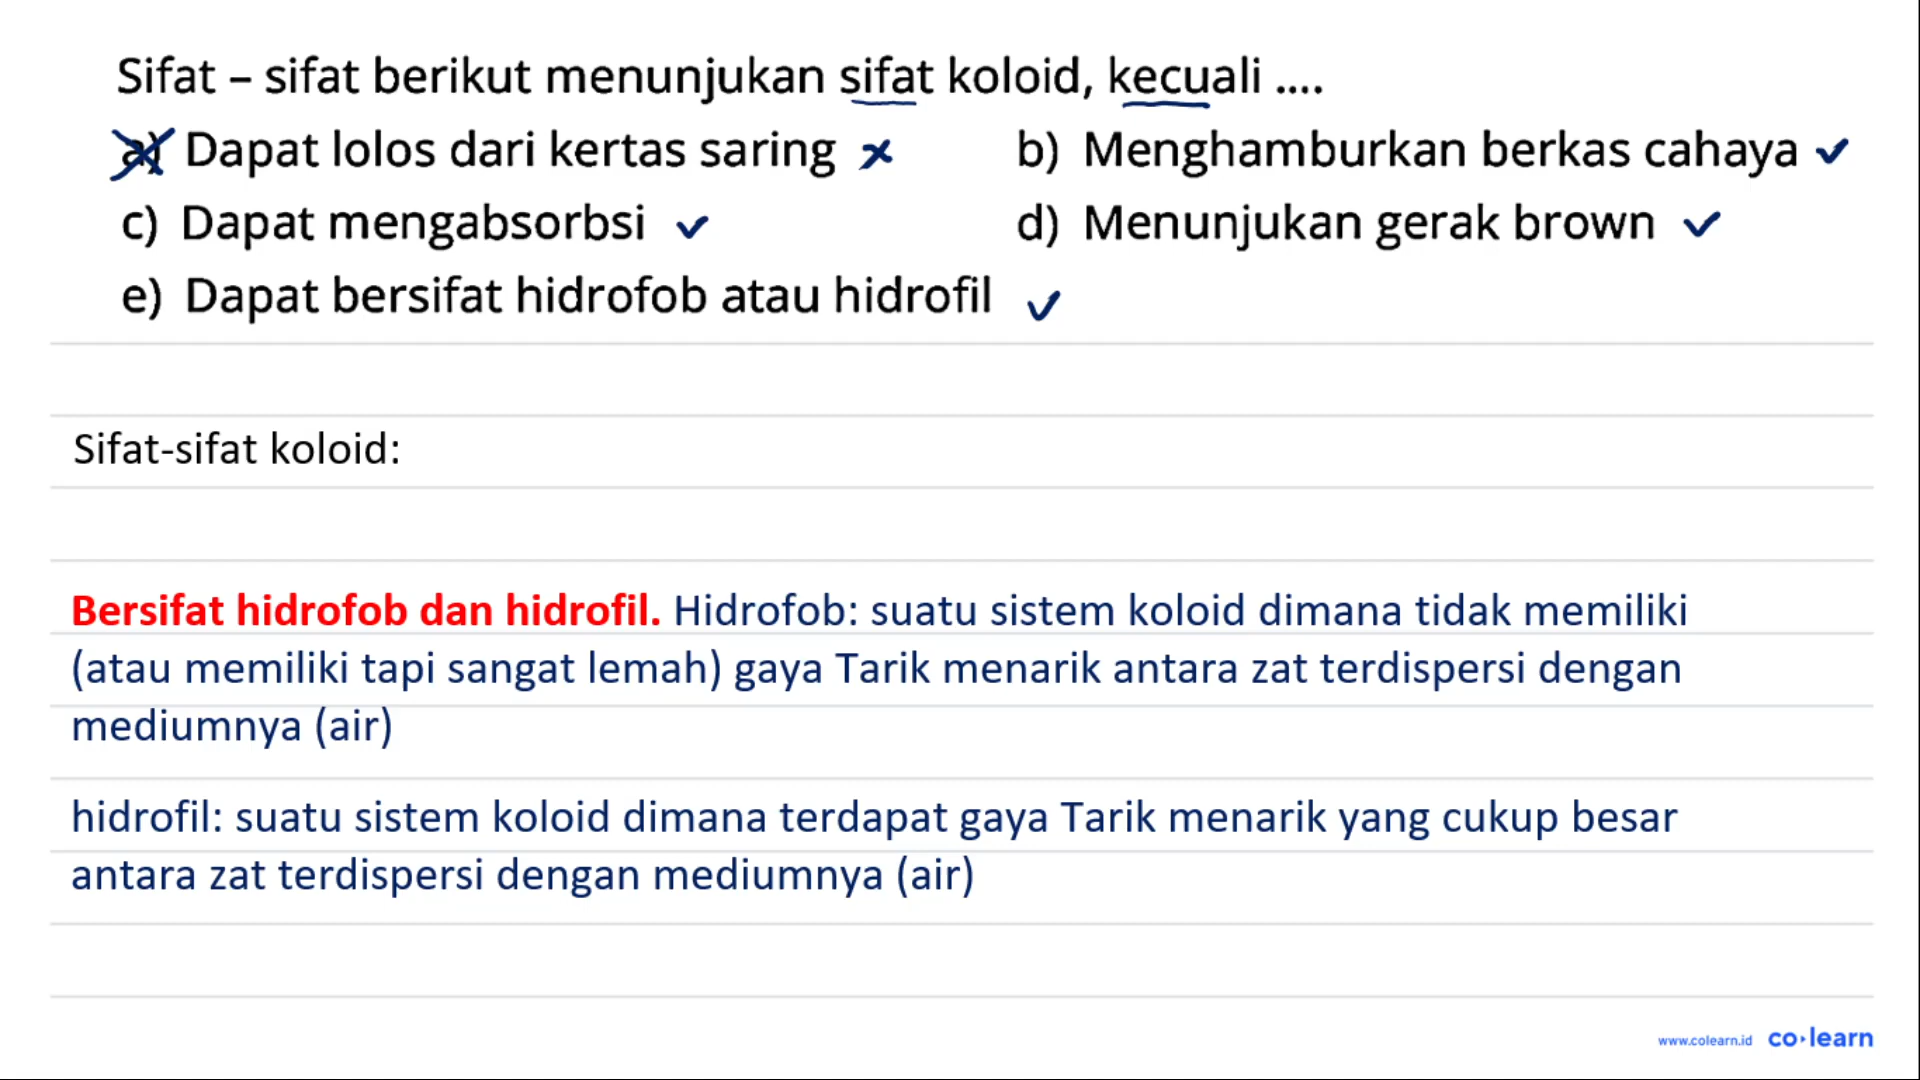 Sifat – sifat berikut menunjukan sifat koloid, kecuali ....
a) Dapat lolos dari kertas saring
b) Menghamburkan berkas cahaya
c) Dapat mengabsorbsi
d) Menunjukan gerak brown
e) Dapat bersifat hidrofob atau hidrofil
Sifat-sifat koloid:
Bersifat hidrofob dan hidrofil. Hidrofob: suatu sistem koloid dimana tidak memiliki
(atau memiliki tapi sangat lemah) gaya Tarik menarik antara zat terdispersi dengan
mediumnya (air)
hidrofil: suatu sistem koloid dimana terdapat gaya Tarik menarik yang cukup besar
antara zat terdispersi dengan mediumnya (air)
www.colearn.id co learn